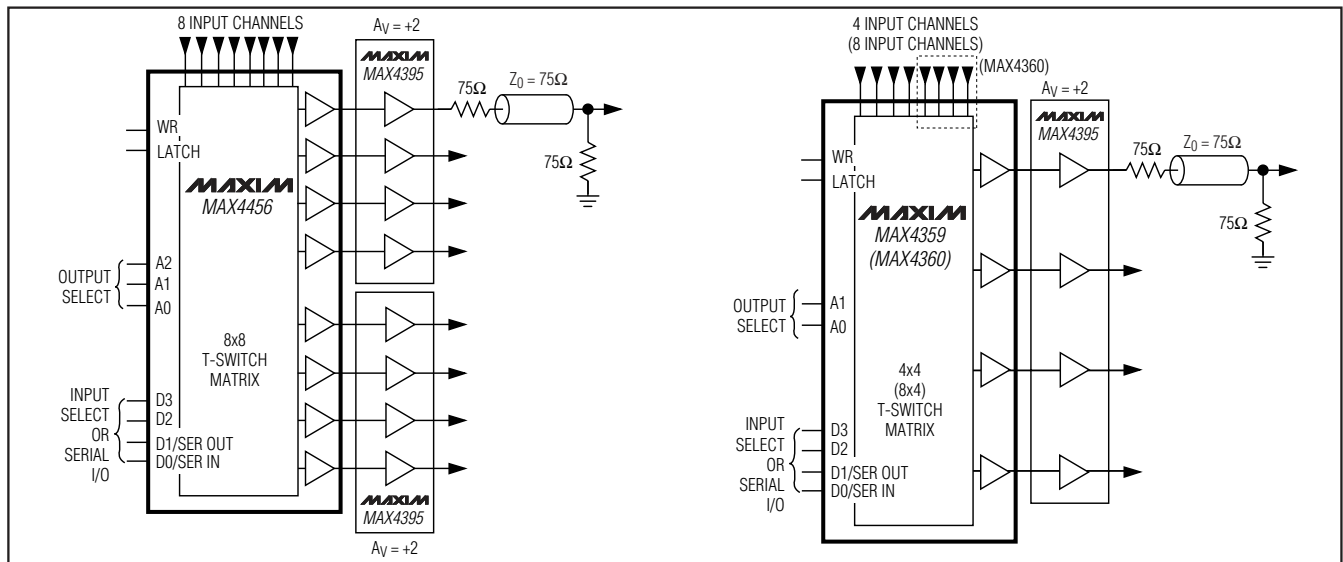 8 INPUT CHANNELS
WR
LATCH
MAXIM
MAX4456
OUTPUT
SELECT
A2
A1
A0
8x8
T-SWITCH
MATRIX
INPUT
SELECT
OR
SERIAL
I/O
D3
D2
D1/SER OUT
D0/SER IN
AV = +2
MAXIM
MAX4395
75Ω
Z0 = 75Ω
75Ω
MAXIM
MAX4395
AV = +2
4 INPUT CHANNELS
(8 INPUT CHANNELS)
(MAX4360)
WR
LATCH
MAXIM
MAX4359
(MAX4360)
OUTPUT
SELECT
A1
A0
4x4
(8x4)
T-SWITCH
MATRIX
INPUT
SELECT
OR
SERIAL
I/O
D3
D2
D1/SER OUT
D0/SER IN
AV = +2
MAXIM
MAX4395
75Ω
Z0 = 75Ω
75Ω